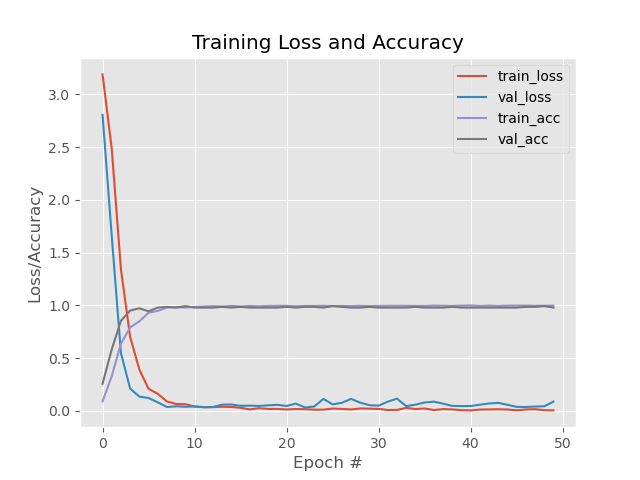 Training Loss and Accuracy
train_loss
val_loss
train_acc
val_acc
Loss/Accuracy
3.0
2.5
2.0
1.5
1.0
0.5
0.0
0 10 20 30 40 50
Epoch #